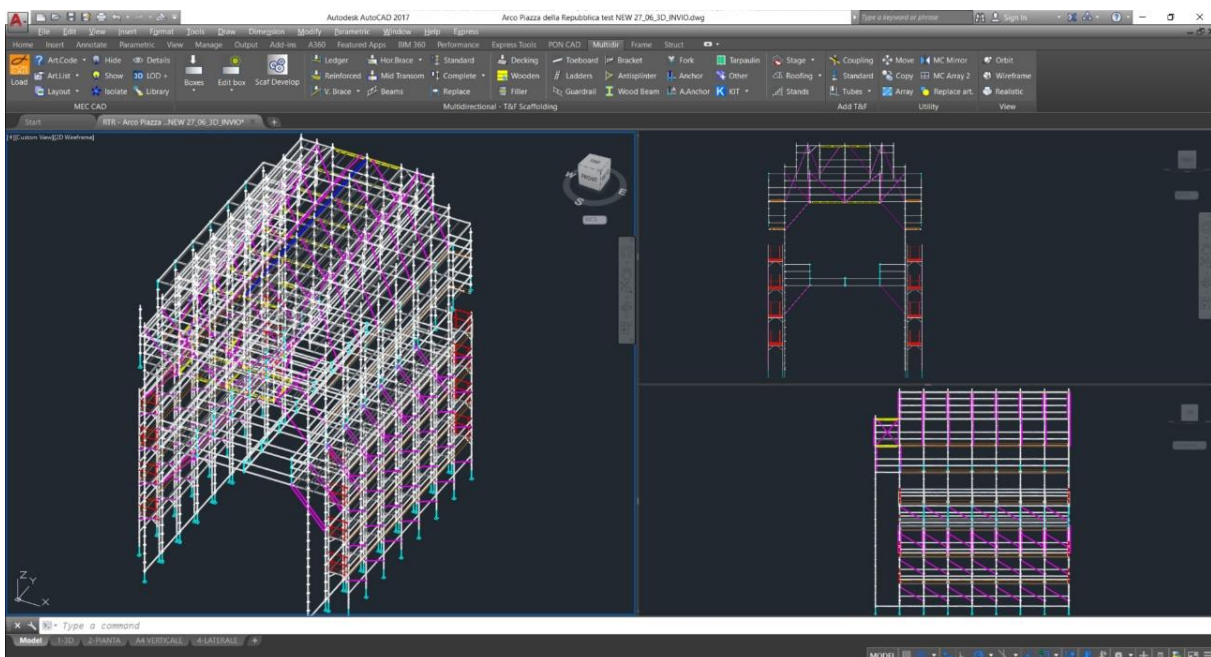 Autodesk AutoCAD 2017 Arco Piazza della Repubblica test NEW 27_06_3D_INVIO.dwg Type a keyword or phrase Sign In
File Edit View Insert Format Tools Draw Dimension Modify Parametric Window Help Express
Home Insert Annotate Parametric View Manage Output Add-ins A360 Featured Apps BIM 360 Performance Express Tools PON CAD Multidir Frame Struct
? Art.Code Hide Details Ledger Hor.Brace Standard Decking Toeboard Bracket Fork Tarpaulin Stage Coupling Move MC Mirror Orbit
Art.List Show 3D LOD + Reinforced Mid Transom Complete Wooden Ladders Antisplinter Anchor Other Roofing Standard Copy MC Array 2 Wireframe
Load Layout Isolate Library Boxes Edit box Scaf Develop V. Brace Beams Replace Filler Guardrail Wood Beam A.Anchor K KIT Stands Tubes Array Replace art. Realistic
MEC CAD Multidirectional - T&F Scaffolding Add T&F Utility View
Start RTR - Arco Piazza ...NEW 27_06_3D_INVIO* +
[+][Custom View][2D Wireframe]
TOP
FRONT
W
S
E
WCS
Z
Y
X
Type a command
Model 1-3D 2-PIANTA A4 VERTICALE 4-LATERALE +
MODEL